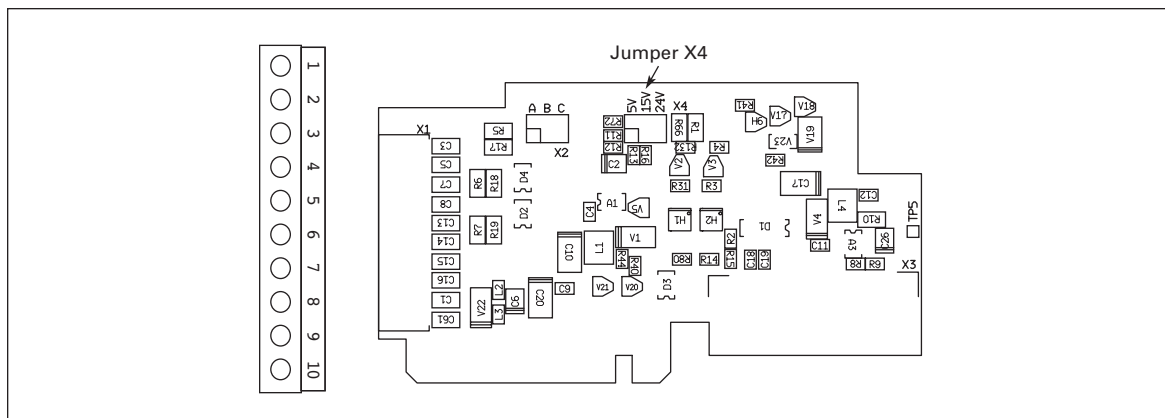 Jumper X4
1
2
3
4
5
6
7
8
9
10
X1
C3
C5
C7
C8
C13
C14
C15
C16
C1
C61
R5
R17
A B C
X2
R6
R18
D4
R7
R19
D2
V22
L2
L3
C6
C20
C9
C10
L1
C4
A1
V5
V1
R44
R40
V21
V20
D3
5V
15V
24V
R72
R11
R12
C2
R13
R16
X4
R66
R1
R132
R4
V2
V3
R31
R3
H1
H2
R80
R14
R2
R15
C18
C19
D1
R41
H6
V17
V18
V23
V19
R42
C17
V4
L4
C12
R10
C11
A3
C26
R8
R9
TP5
X3